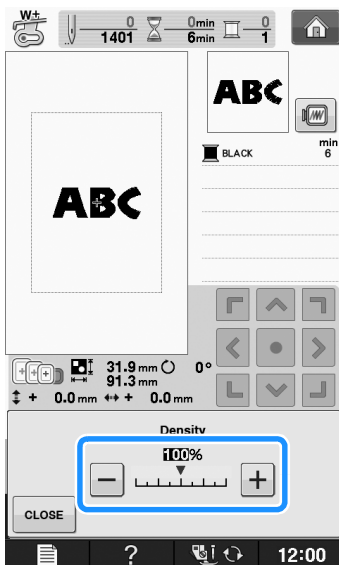 W+
0 0min 0
1401 6min 1
ABC
min
BLACK 6
ABC
31.9 mm 0°
91.3 mm
+ 0.0 mm + 0.0 mm
Density
100%
− +
CLOSE
? 12:00